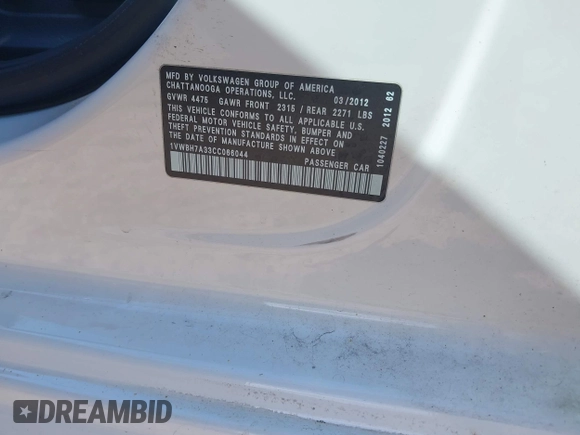 MFD BY VOLKSWAGEN GROUP OF AMERICA
CHATTANOOGA OPERATIONS, LLC. 03/2012
GVWR 4475 GAWR FRONT 2315 / REAR 2271 LBS
THIS VEHICLE CONFORMS TO ALL APPLICABLE U.S.
FEDERAL MOTOR VEHICLE SAFETY, BUMPER AND
THEFT PREVENTION STANDARDS IN EFFECT ON
THE DATE OF MANUFACTURE SHOWN ABOVE
1VWBH7A33CC066044
PASSENGER CAR
1040227 2012 62
DREAMBID